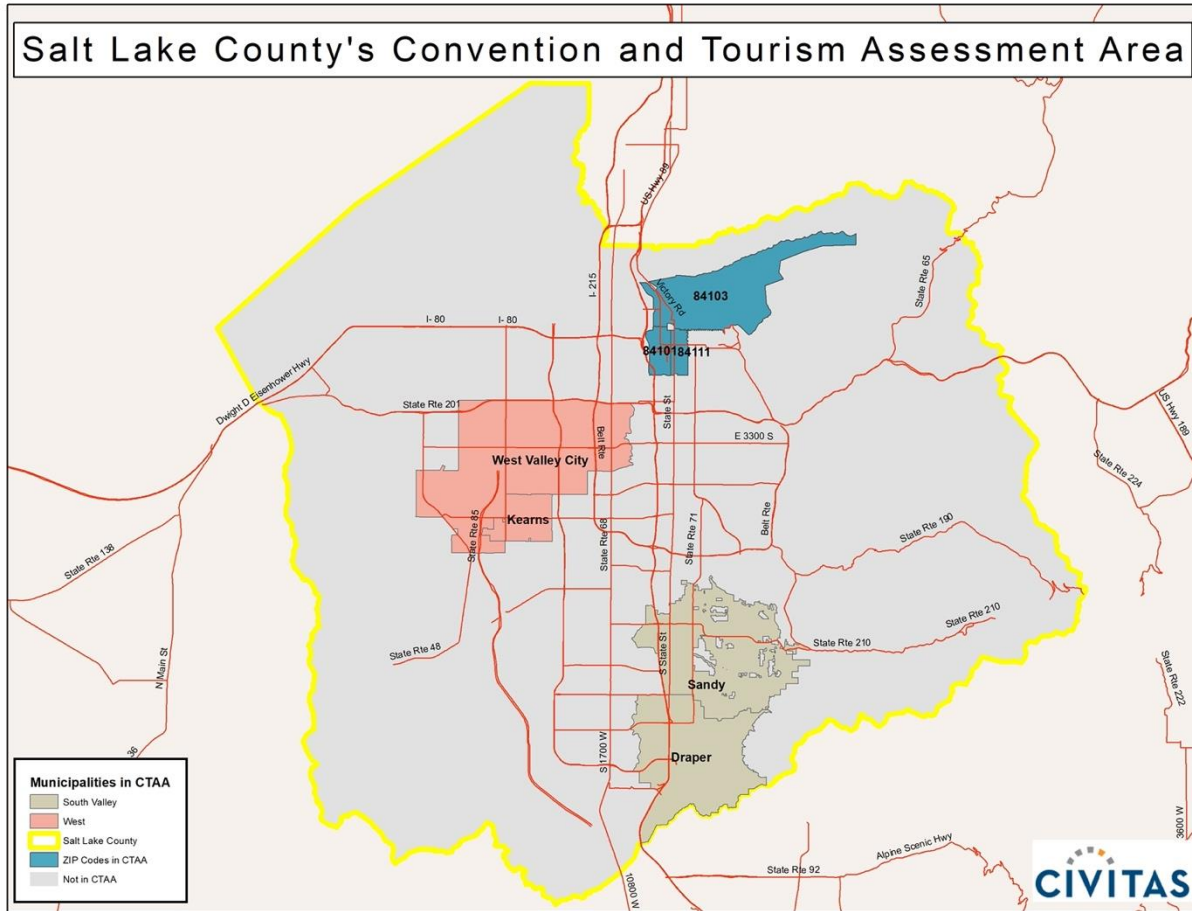 Salt Lake County's Convention and Tourism Assessment Area
US Hwy 89
I- 215
State Rte 65
Victory Rd
84103
I- 80
I- 80
84101
84111
Dwight D Eisenhower Hwy
State Rte 201
State St
US Hwy 189
Belt Rte
E 3300 S
West Valley City
State Rte 224
Kearns
State Rte 85
State Rte 68
State Rte 71
Belt Rte
State Rte 190
State Rte 138
State Rte 210
State Rte 210
State Rte 48
S State St
N Main St
Sandy
State Rte 222
S 1700 W
Draper
36
Municipalities in CTAA
South Valley
West
Salt Lake County
ZIP Codes in CTAA
Not in CTAA
3600 W
Alpine Scenic Hwy
State Rte 92
10800 W
CIVITAS